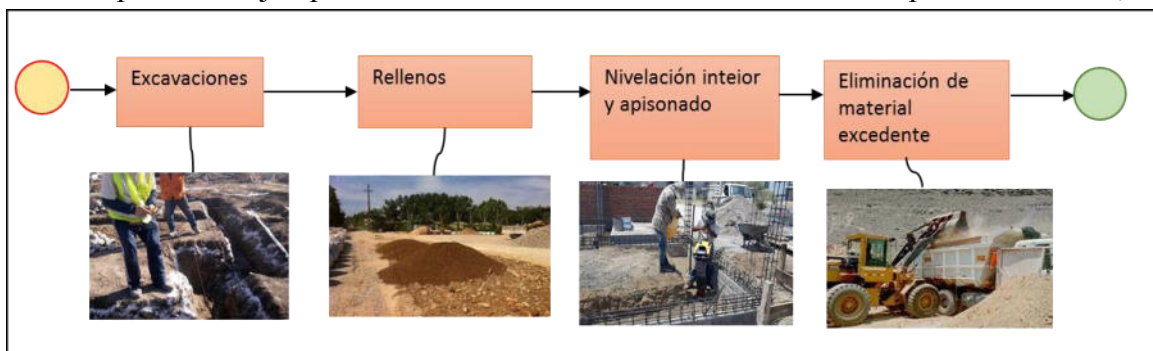 Excavaciones
Rellenos
Nivelación inteior
y apisonado
Eliminación de
material
excedente